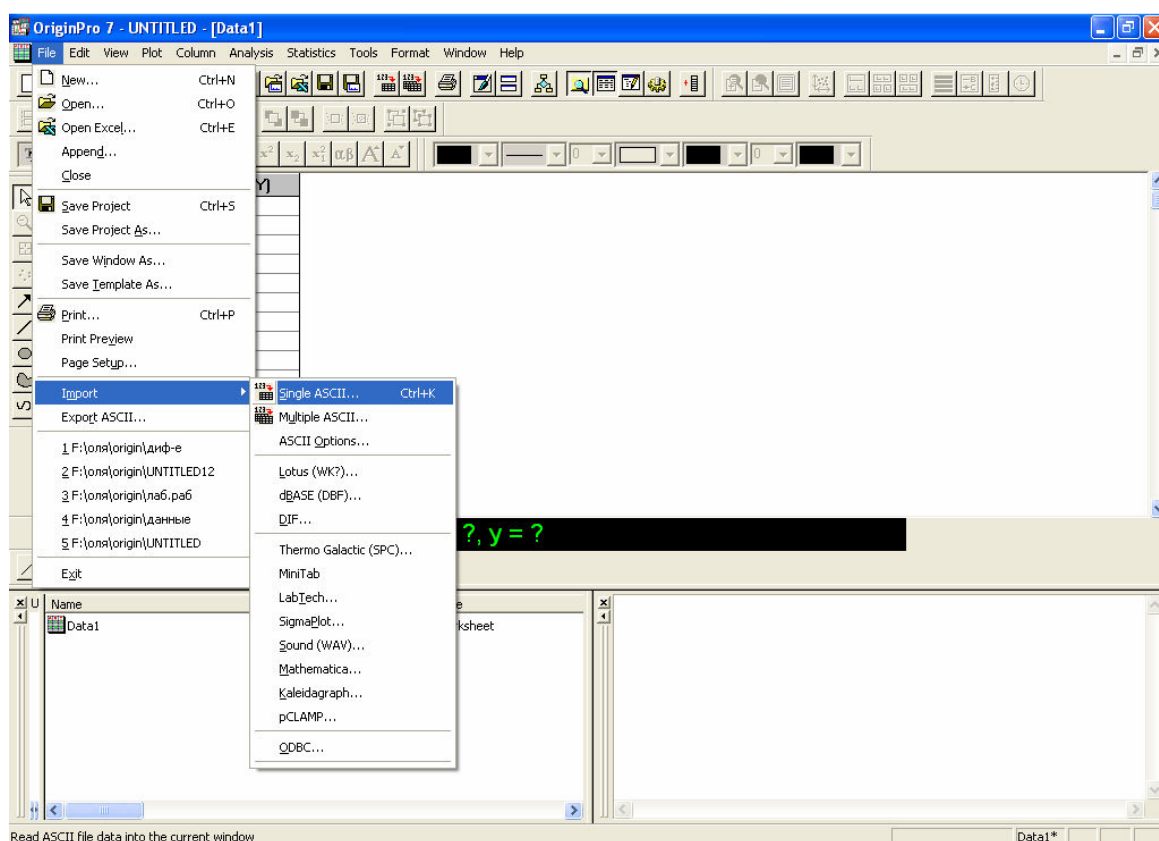 OriginPro 7 - UNTITLED - [Data1]
File Edit View Plot Column Analysis Statistics Tools Format Window Help
New... Ctrl+N
Open... Ctrl+O
Open Excel... Ctrl+E
Append...
Close
Save Project Ctrl+S
Save Project As...
Save Window As...
Save Template As...
Print... Ctrl+P
Print Preview
Page Setup...
Import
Export ASCII...
1 F:\оля\origin\диф-е
2 F:\оля\origin\UNTITLED12
3 F:\оля\origin\лаб.раб
4 F:\оля\origin\данные
5 F:\оля\origin\UNTITLED
Exit
Single ASCII... Ctrl+K
Multiple ASCII...
ASCII Options...
Lotus (WK?)...
dBASE (DBF)...
DIF...
Thermo Galactic (SPC)...
MiniTab
LabTech...
SigmaPlot...
Sound (WAV)...
Mathematica...
Kaleidagraph...
pCLAMP...
ODBC...
Y)
?, y = ?
U Name e
Data1 ksheet
Read ASCII file data into the current window Data1*